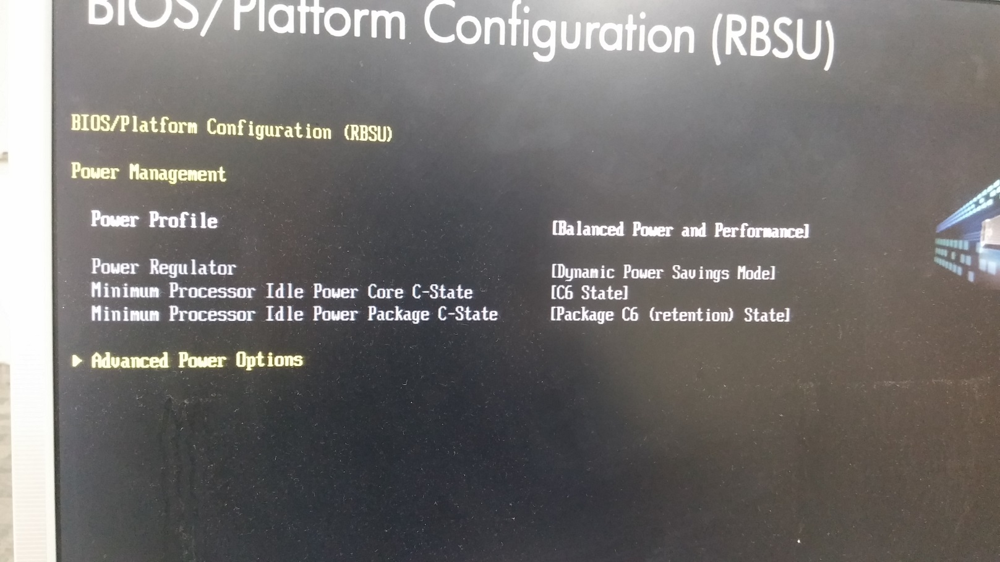 BIOS/Platform Configuration (RBSU)
BIOS/Platform Configuration (RBSU)
Power Management
Power Profile [Balanced Power and Performance]
Power Regulator [Dynamic Power Savings Mode]
Minimum Processor Idle Power Core C-State [C6 State]
Minimum Processor Idle Power Package C-State [Package C6 (retention) State]
Advanced Power Options